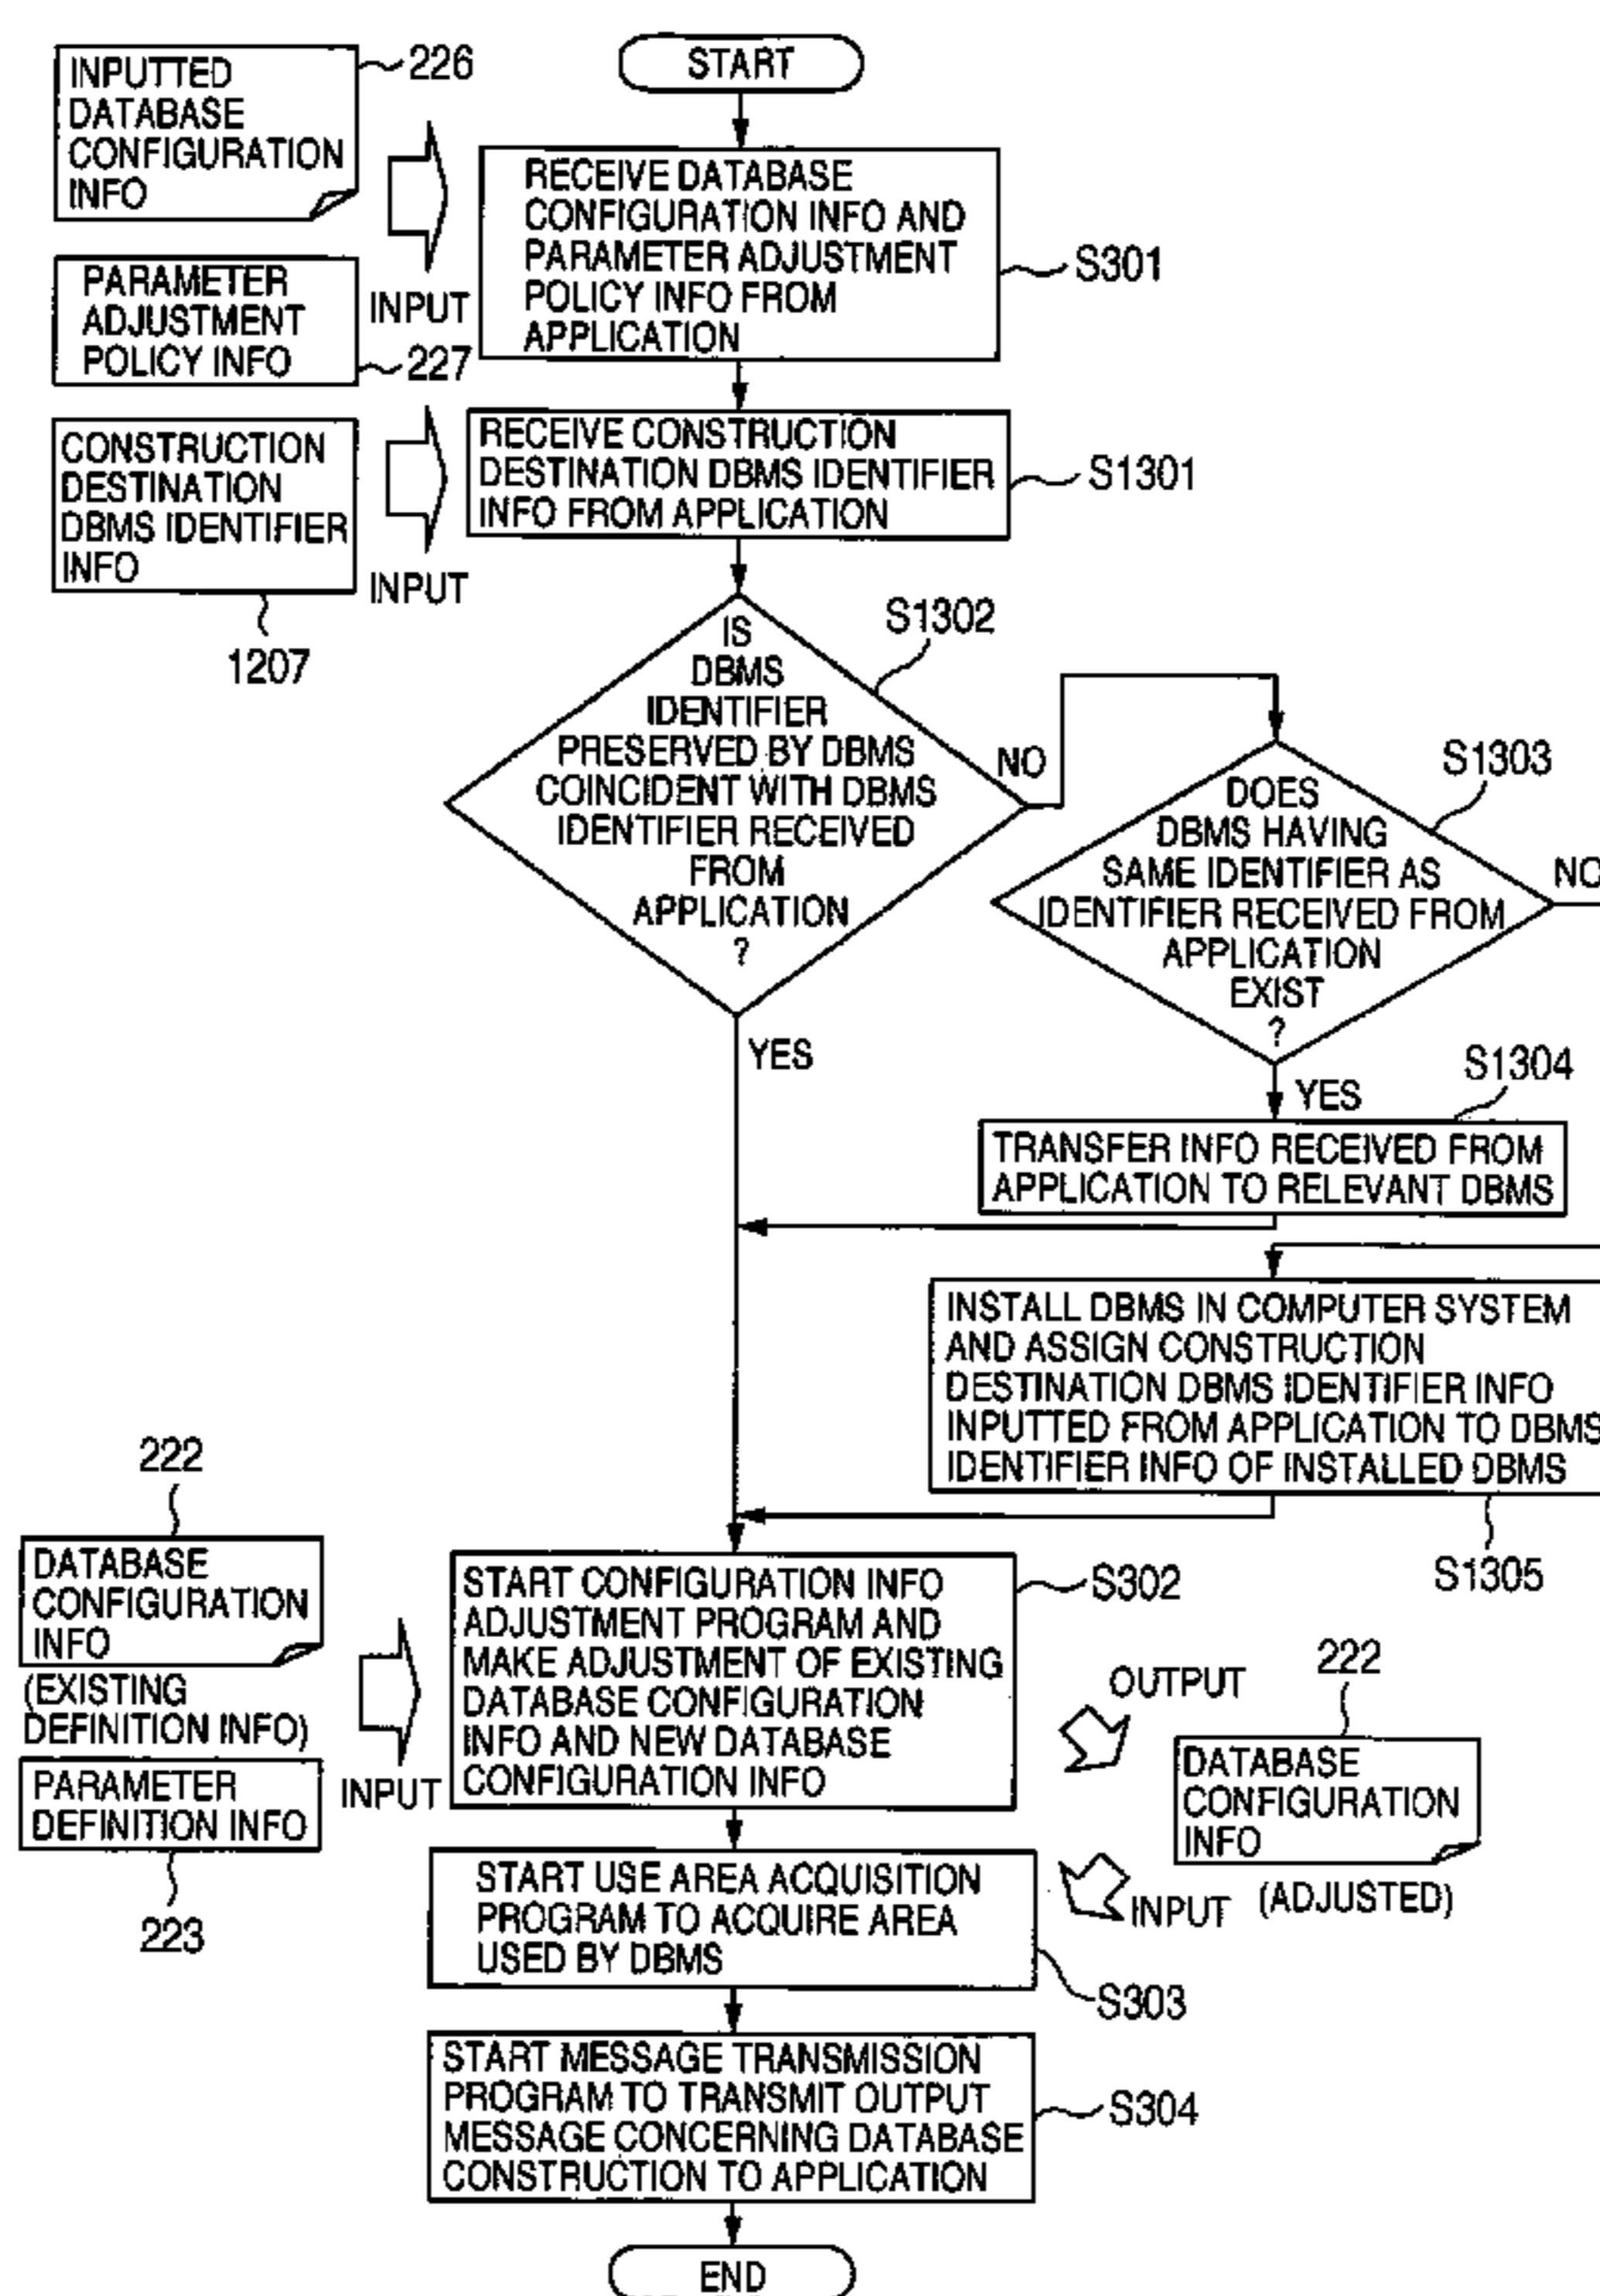 226
START
INPUTTED
DATABASE
CONFIGURATION
INFO
RECEIVE DATABASE
CONFIGURATION INFO AND
PARAMETER ADJUSTMENT
POLICY INFO FROM
APPLICATION
S301
PARAMETER
ADJUSTMENT
POLICY INFO
INPUT
227
CONSTRUCTION
DESTINATION
DBMS IDENTIFIER
INFO
RECEIVE CONSTRUCTION
DESTINATION DBMS IDENTIFIER
INFO FROM APPLICATION
S1301
INPUT
1207
S1302
IS
DBMS
IDENTIFIER
PRESERVED BY DBMS
COINCIDENT WITH DBMS
IDENTIFIER RECEIVED
FROM
APPLICATION
?
NO
YES
S1303
DOES
DBMS HAVING
SAME IDENTIFIER AS
IDENTIFIER RECEIVED FROM
APPLICATION
EXIST
?
NO
YES
S1304
TRANSFER INFO RECEIVED FROM
APPLICATION TO RELEVANT DBMS
INSTALL DBMS IN COMPUTER SYSTEM
AND ASSIGN CONSTRUCTION
DESTINATION DBMS IDENTIFIER INFO
INPUTTED FROM APPLICATION TO DBMS
IDENTIFIER INFO OF INSTALLED DBMS
S1305
222
DATABASE
CONFIGURATION
INFO
(EXISTING
DEFINITION INFO)
PARAMETER
DEFINITION INFO
INPUT
223
START CONFIGURATION INFO
ADJUSTMENT PROGRAM AND
MAKE ADJUSTMENT OF EXISTING
DATABASE CONFIGURATION
INFO AND NEW DATABASE
CONFIGURATION INFO
S302
OUTPUT
222
DATABASE
CONFIGURATION
INFO
INPUT
(ADJUSTED)
START USE AREA ACQUISITION
PROGRAM TO ACQUIRE AREA
USED BY DBMS
S303
START MESSAGE TRANSMISSION
PROGRAM TO TRANSMIT OUTPUT
MESSAGE CONCERNING DATABASE
CONSTRUCTION TO APPLICATION
S304
END